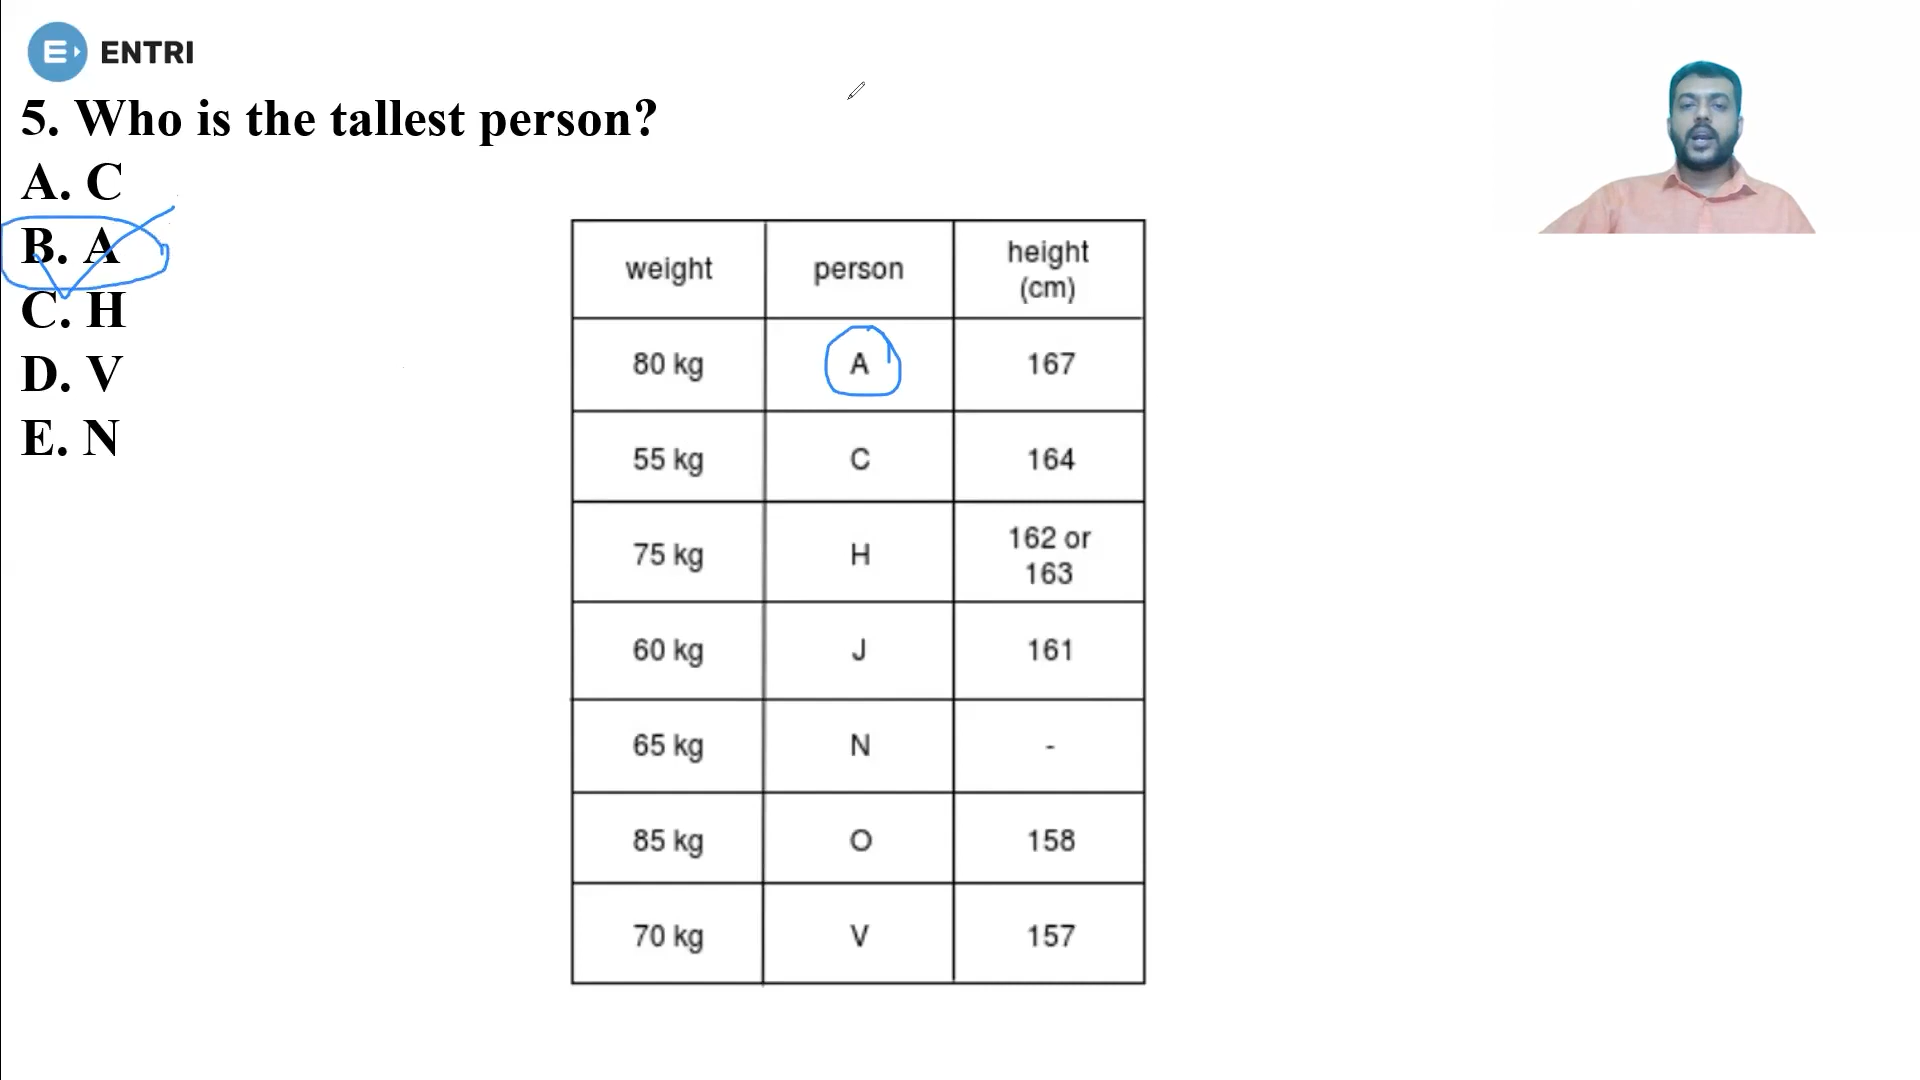 E ENTRI
5. Who is the tallest person?
A. C
B. A
C. H
D. V
E. N
weight person height (cm)
80 kg A 167
55 kg C 164
75 kg H 162 or 163
60 kg J 161
65 kg N -
85 kg O 158
70 kg V 157